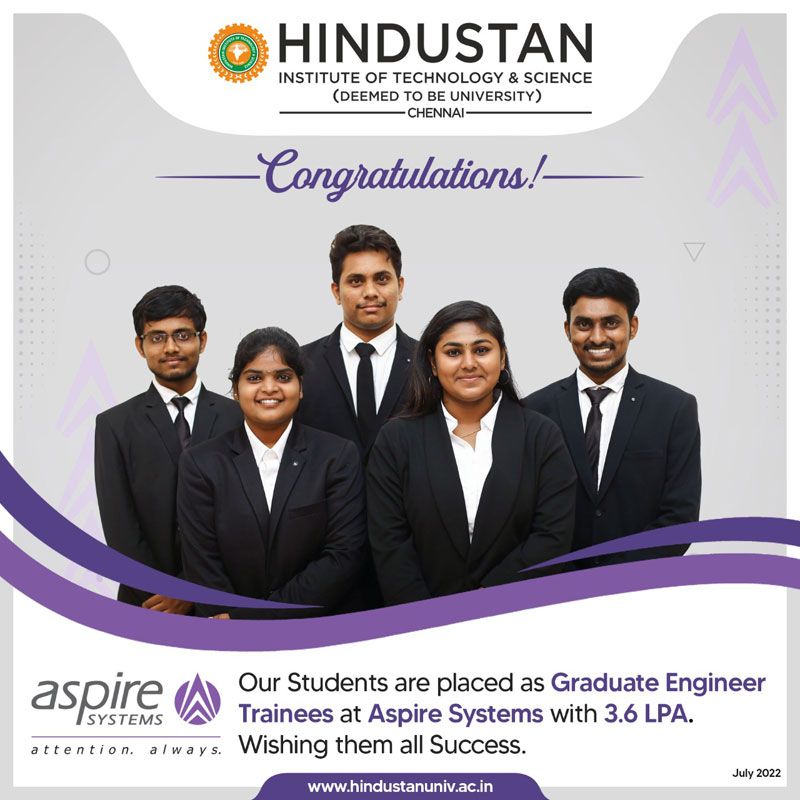 HINDUSTAN
INSTITUTE OF TECHNOLOGY & SCIENCE
(DEEMED TO BE UNIVERSITY)
CHENNAI
Congratulations!
aspire
SYSTEMS
attention. always.
Our Students are placed as Graduate Engineer
Trainees at Aspire Systems with 3.6 LPA.
Wishing them all Success.
July 2022
www.hindustanuniv.ac.in